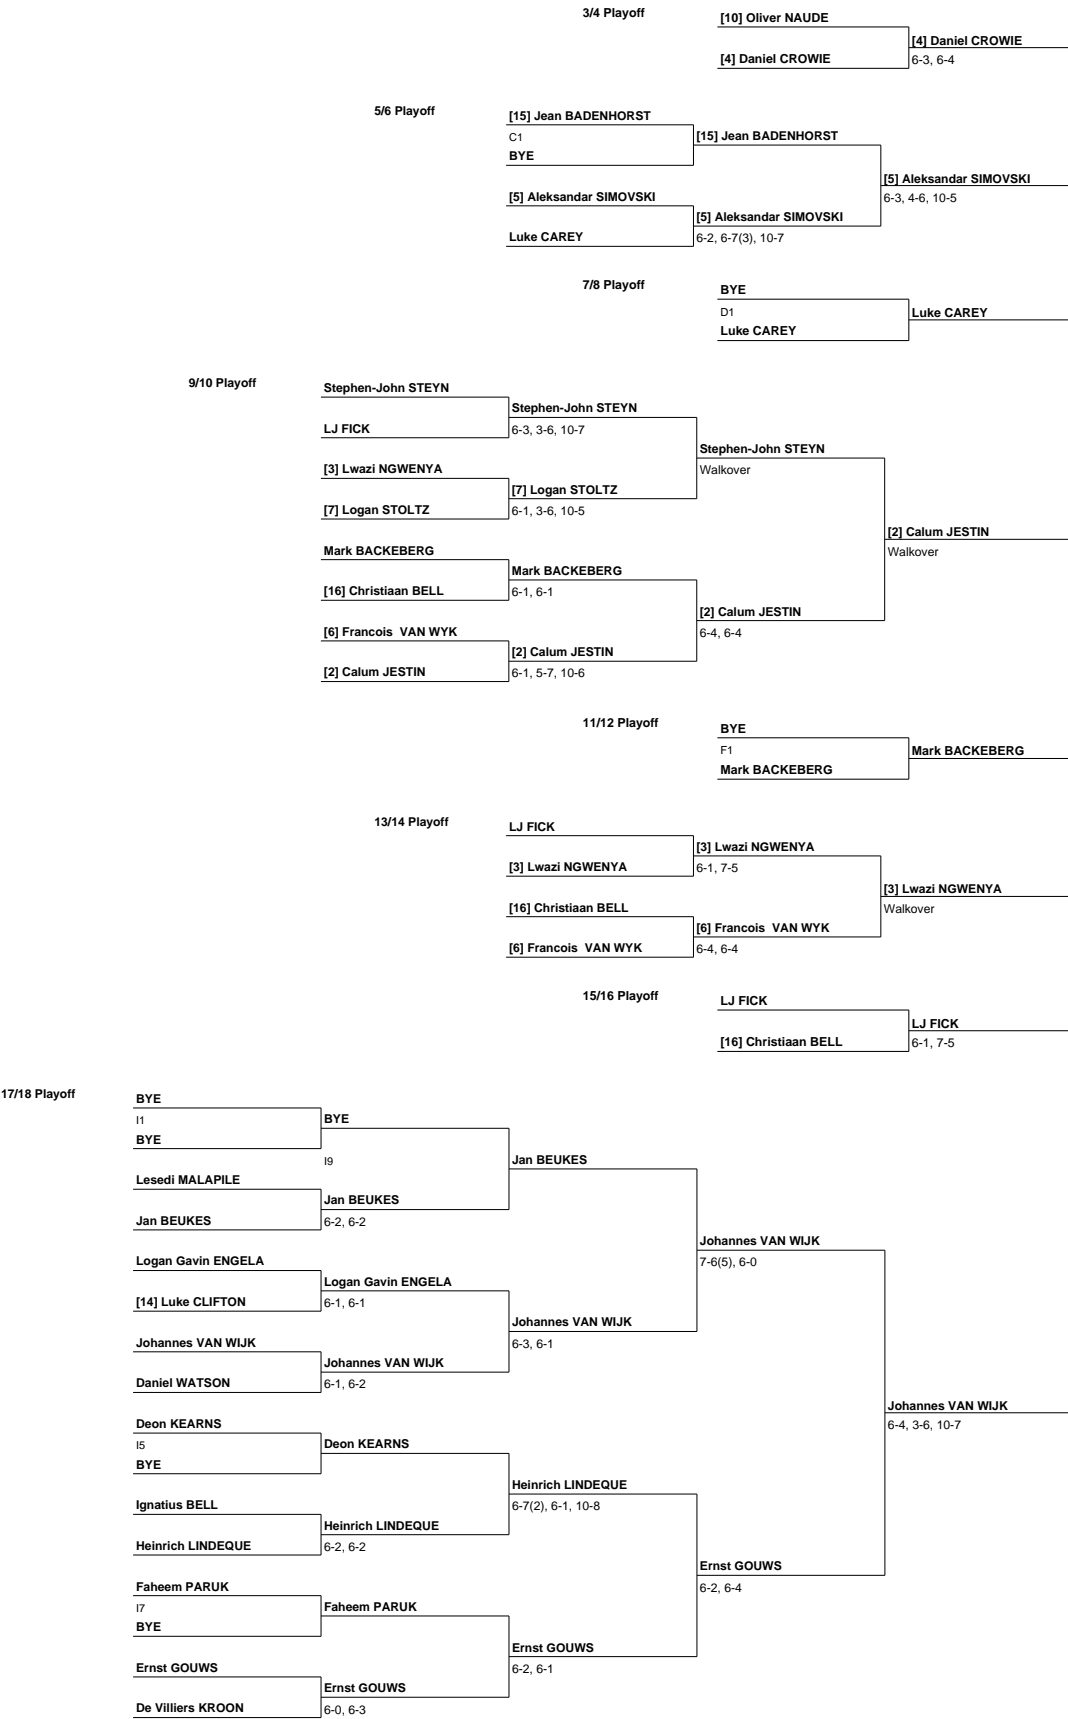 3/4 Playoff
[10] Oliver NAUDE
[4] Daniel CROWIE
[4] Daniel CROWIE
6-3, 6-4
5/6 Playoff
[15] Jean BADENHORST
C1
[15] Jean BADENHORST
BYE
[5] Aleksandar SIMOVSKI
6-3, 4-6, 10-5
[5] Aleksandar SIMOVSKI
[5] Aleksandar SIMOVSKI
Luke CAREY
6-2, 6-7(3), 10-7
7/8 Playoff
BYE
D1
Luke CAREY
Luke CAREY
9/10 Playoff
Stephen-John STEYN
Stephen-John STEYN
LJ FICK
6-3, 3-6, 10-7
Stephen-John STEYN
Walkover
[3] Lwazi NGWENYA
[7] Logan STOLTZ
[7] Logan STOLTZ
6-1, 3-6, 10-5
[2] Calum JESTIN
Walkover
Mark BACKEBERG
Mark BACKEBERG
[16] Christiaan BELL
6-1, 6-1
[2] Calum JESTIN
6-4, 6-4
[6] Francois  VAN WYK
[2] Calum JESTIN
[2] Calum JESTIN
6-1, 5-7, 10-6
11/12 Playoff
BYE
F1
Mark BACKEBERG
Mark BACKEBERG
13/14 Playoff
LJ FICK
[3] Lwazi NGWENYA
[3] Lwazi NGWENYA
6-1, 7-5
[3] Lwazi NGWENYA
Walkover
[16] Christiaan BELL
[6] Francois  VAN WYK
[6] Francois  VAN WYK
6-4, 6-4
15/16 Playoff
LJ FICK
LJ FICK
[16] Christiaan BELL
6-1, 7-5
17/18 Playoff
BYE
I1
BYE
BYE
I9
Jan BEUKES
Lesedi MALAPILE
Jan BEUKES
Jan BEUKES
6-2, 6-2
Johannes VAN WIJK
7-6(5), 6-0
Logan Gavin ENGELA
Logan Gavin ENGELA
[14] Luke CLIFTON
6-1, 6-1
Johannes VAN WIJK
6-3, 6-1
Johannes VAN WIJK
Johannes VAN WIJK
Daniel WATSON
6-1, 6-2
Johannes VAN WIJK
6-4, 3-6, 10-7
Deon KEARNS
I5
Deon KEARNS
BYE
Heinrich LINDEQUE
6-7(2), 6-1, 10-8
Ignatius BELL
Heinrich LINDEQUE
Heinrich LINDEQUE
6-2, 6-2
Ernst GOUWS
6-2, 6-4
Faheem PARUK
I7
Faheem PARUK
BYE
Ernst GOUWS
6-2, 6-1
Ernst GOUWS
Ernst GOUWS
De Villiers KROON
6-0, 6-3